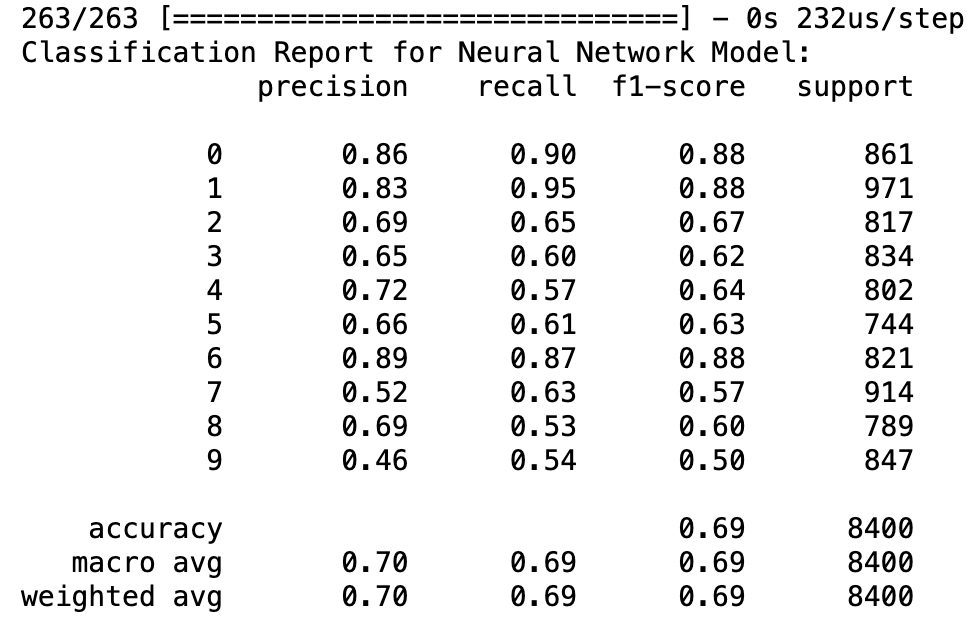 263/263 [==============================] - 0s 232us/step
Classification Report for Neural Network Model:
              precision    recall  f1-score   support

           0       0.86      0.90      0.88       861
           1       0.83      0.95      0.88       971
           2       0.69      0.65      0.67       817
           3       0.65      0.60      0.62       834
           4       0.72      0.57      0.64       802
           5       0.66      0.61      0.63       744
           6       0.89      0.87      0.88       821
           7       0.52      0.63      0.57       914
           8       0.69      0.53      0.60       789
           9       0.46      0.54      0.50       847

    accuracy                           0.69      8400
   macro avg       0.70      0.69      0.69      8400
weighted avg       0.70      0.69      0.69      8400